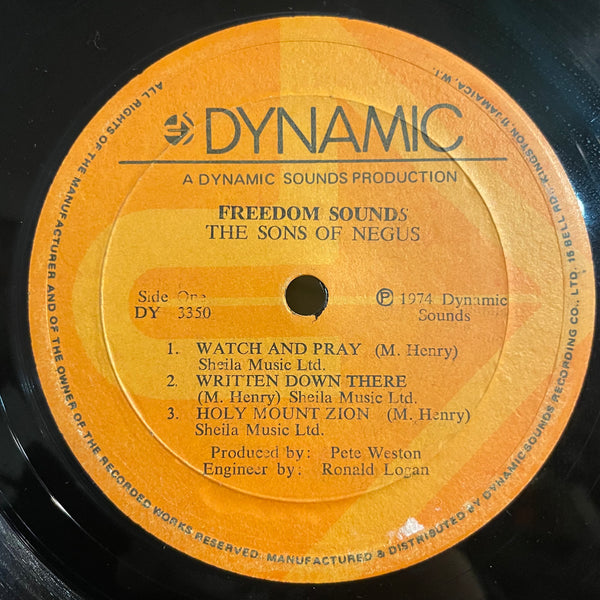 DYNAMIC
A DYNAMIC SOUNDS PRODUCTION
FREEDOM SOUNDS
THE SONS OF NEGUS
Side One
DY 3350
Ⓟ 1974 Dynamic
Sounds
1. WATCH AND PRAY (M. Henry)
Sheila Music Ltd.
2. WRITTEN DOWN THERE
(M. Henry) Sheila Music Ltd.
3. HOLY MOUNT ZION (M. Henry)
Sheila Music Ltd.
Produced by: Pete Weston
Engineer by: Ronald Logan
ALL RIGHTS OF THE MANUFACTURER AND OF THE OWNER OF THE RECORDED WORKS RESERVED. MANUFACTURED & DISTRIBUTED BY DYNAMIC SOUNDS RECORDING CO., LTD. 15 BELL RD., KINGSTON 11 JAMAICA, W.I.